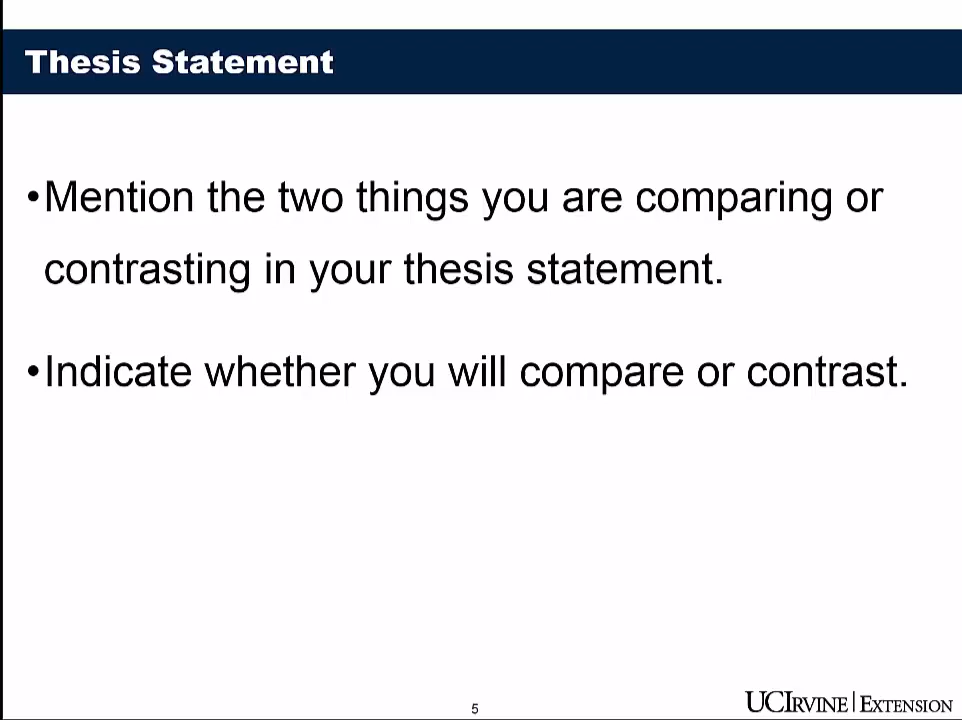 Thesis Statement
•Mention the two things you are comparing or
contrasting in your thesis statement.
•Indicate whether you will compare or contrast.
5
UCIRVINE | EXTENSION